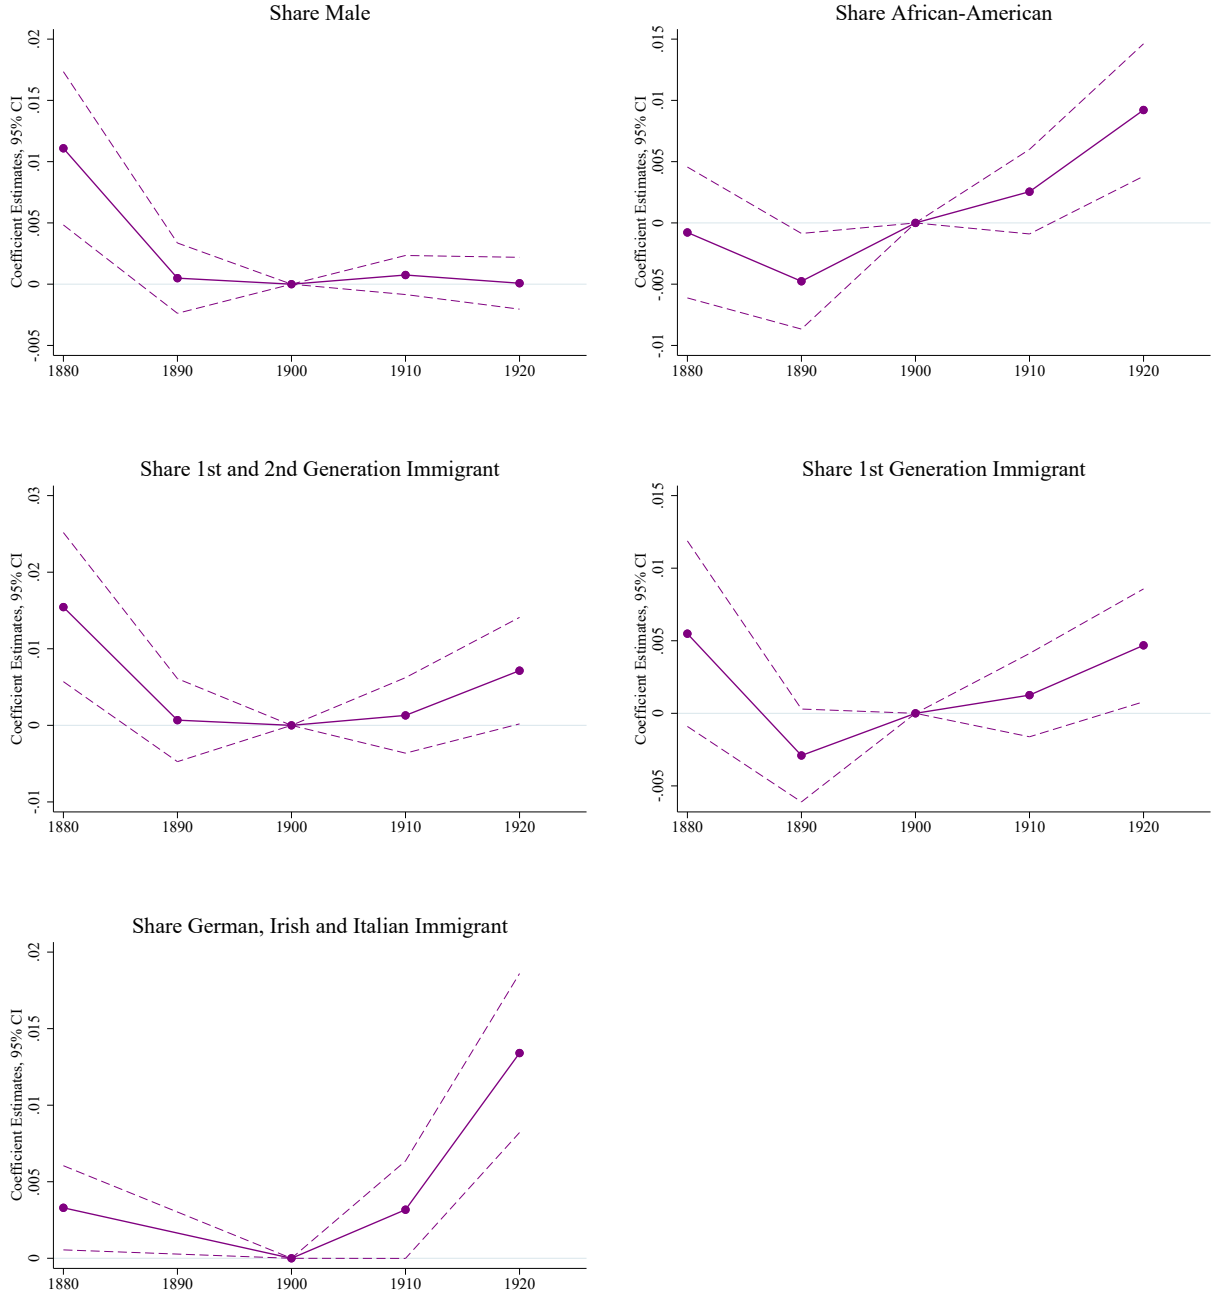 Share Male
Coefficient Estimates, 95% CI
.02
.015
.01
.005
0
-.005
1880 1890 1900 1910 1920
Share African-American
Coefficient Estimates, 95% CI
.015
.01
.005
0
-.005
-.01
1880 1890 1900 1910 1920
Share 1st and 2nd Generation Immigrant
Coefficient Estimates, 95% CI
.03
.02
.01
0
-.01
1880 1890 1900 1910 1920
Share 1st Generation Immigrant
Coefficient Estimates, 95% CI
.015
.01
.005
0
-.005
1880 1890 1900 1910 1920
Share German, Irish and Italian Immigrant
Coefficient Estimates, 95% CI
.02
.015
.01
.005
0
1880 1890 1900 1910 1920